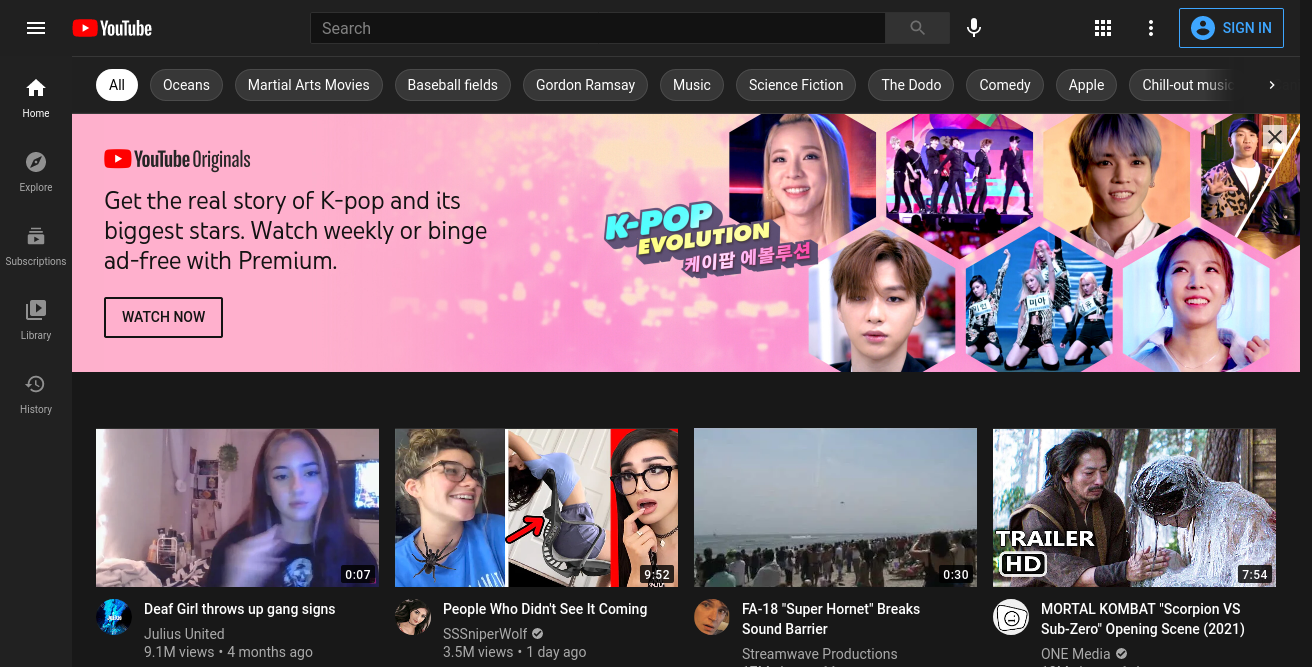 YouTube
Search
SIGN IN
All
Oceans
Martial Arts Movies
Baseball fields
Gordon Ramsay
Music
Science Fiction
The Dodo
Comedy
Apple
Chill-out music
Home
Explore
Subscriptions
Library
History
YouTube Originals
Get the real story of K-pop and its
biggest stars. Watch weekly or binge
ad-free with Premium.
WATCH NOW
K-POP
EVOLUTION
케이팝 에볼루션
미아
0:07
9:52
0:30
TRAILER
HD
7:54
Deaf Girl throws up gang signs
Julius United
9.1M views • 4 months ago
People Who Didn't See It Coming
SSSniperWolf
3.5M views • 1 day ago
FA-18 "Super Hornet" Breaks
Sound Barrier
Streamwave Productions
MORTAL KOMBAT "Scorpion VS
Sub-Zero" Opening Scene (2021)
ONE Media